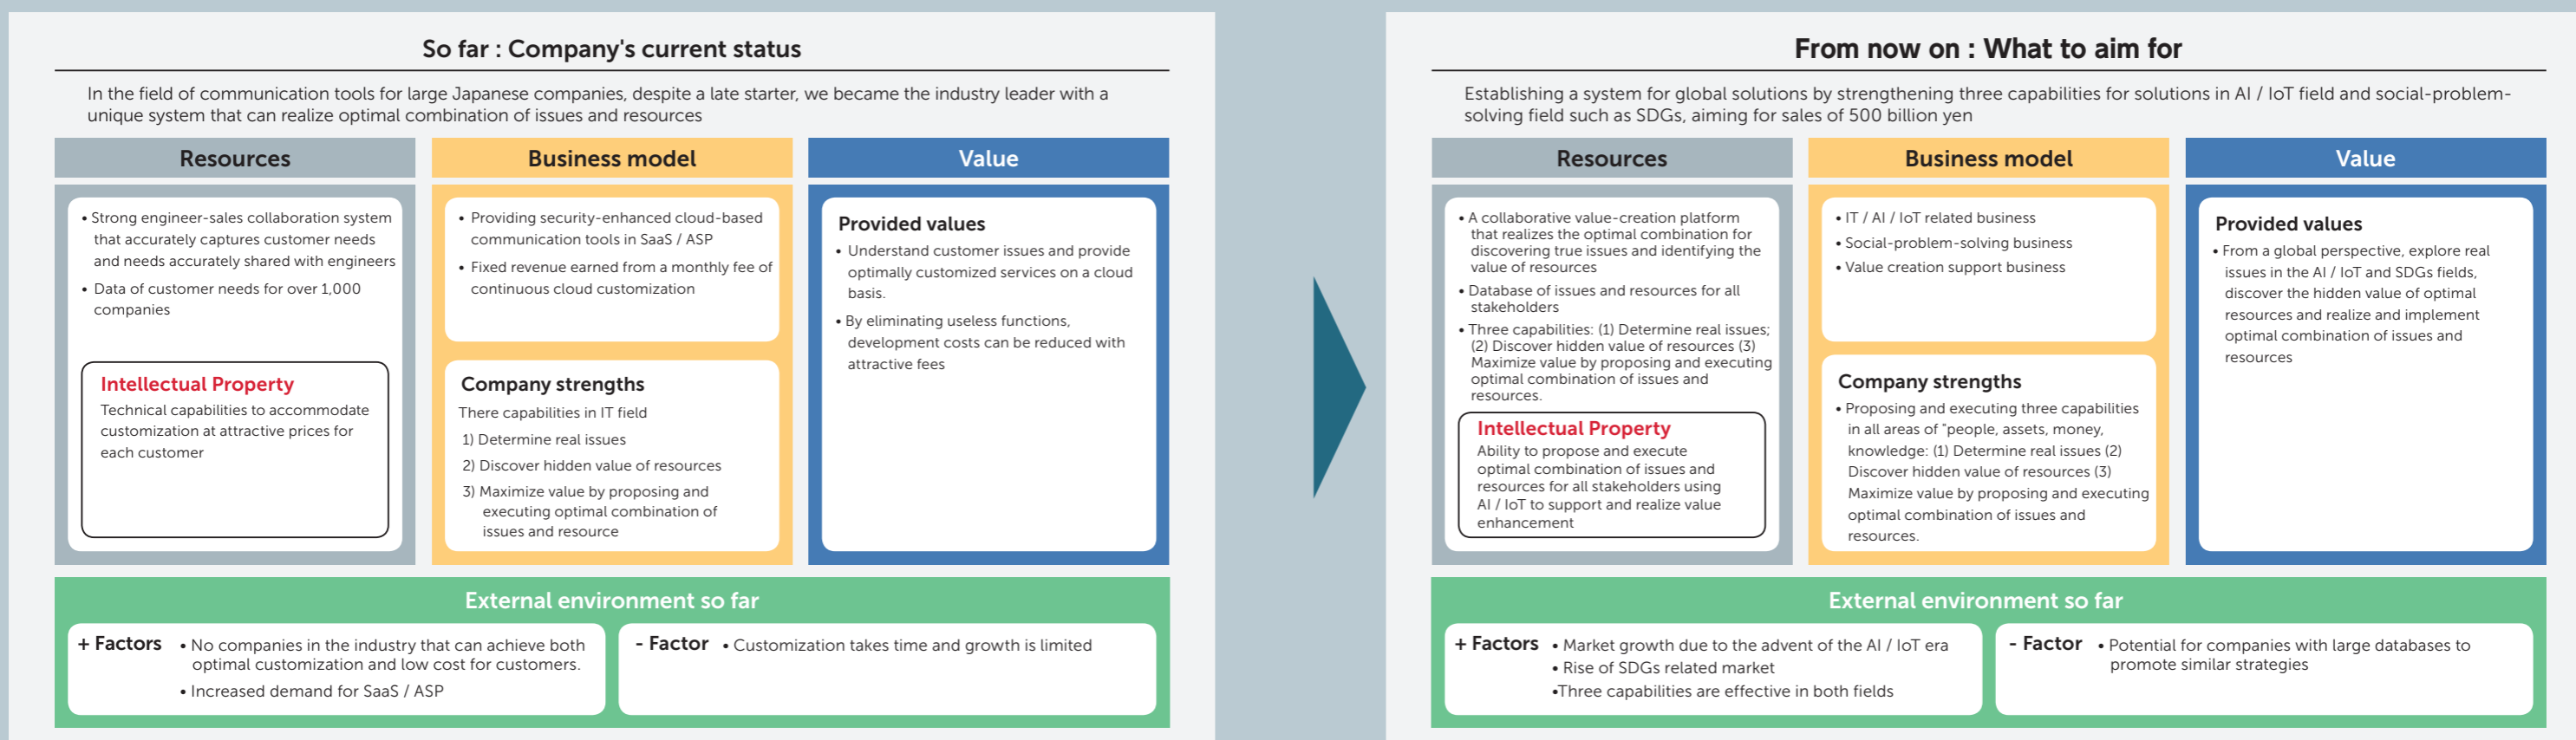 So far : Company's current status
In the field of communication tools for large Japanese companies, despite a late starter, we became the industry leader with a
unique system that can realize optimal combination of issues and resources
Resources
• Strong engineer-sales collaboration system
that accurately captures customer needs
and needs accurately shared with engineers
• Data of customer needs for over 1,000
companies
Intellectual Property
Technical capabilities to accommodate
customization at attractive prices for
each customer
Business model
• Providing security-enhanced cloud-based
communication tools in SaaS / ASP
• Fixed revenue earned from a monthly fee of
continuous cloud customization
Company strengths
There capabilities in IT field
1) Determine real issues
2) Discover hidden value of resources
3) Maximize value by proposing and
executing optimal combination of
issues and resource
Value
Provided values
• Understand customer issues and provide
optimally customized services on a cloud
basis.
• By eliminating useless functions,
development costs can be reduced with
attractive fees
External environment so far
+ Factors
• No companies in the industry that can achieve both
optimal customization and low cost for customers.
• Increased demand for SaaS / ASP
- Factor
• Customization takes time and growth is limited
From now on : What to aim for
Establishing a system for global solutions by strengthening three capabilities for solutions in AI / IoT field and social-problem-
solving field such as SDGs, aiming for sales of 500 billion yen
Resources
• A collaborative value-creation platform
that realizes the optimal combination for
discovering true issues and identifying the
value of resources
• Database of issues and resources for all
stakeholders
• Three capabilities: (1) Determine real issues;
(2) Discover hidden value of resources (3)
Maximize value by proposing and executing
optimal combination of issues and
resources.
Intellectual Property
Ability to propose and execute
optimal combination of issues and
resources for all stakeholders using
AI / IoT to support and realize value
enhancement
Business model
• IT / AI / IoT related business
• Social-problem-solving business
• Value creation support business
Company strengths
• Proposing and executing three capabilities
in all areas of "people, assets, money,
knowledge: (1) Determine real issues (2)
Discover hidden value of resources (3)
Maximize value by proposing and executing
optimal combination of issues and
resources.
Value
Provided values
• From a global perspective, explore real
issues in the AI / IoT and SDGs fields,
discover the hidden value of optimal
resources and realize and implement
optimal combination of issues and
resources
External environment so far
+ Factors
• Market growth due to the advent of the AI / IoT era
• Rise of SDGs related market
•Three capabilities are effective in both fields
- Factor
• Potential for companies with large databases to
promote similar strategies